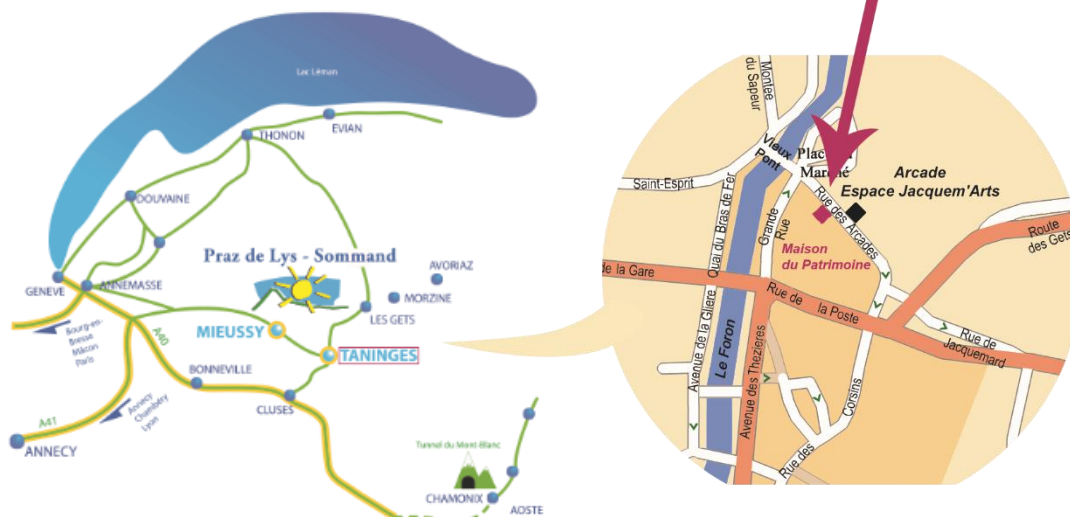 Lac Léman
EVIAN
THONON
DOUVAINE
Praz de Lys - Sommand
AVORIAZ
MORZINE
GENEVE
ANNEMASSE
LES GETS
MIEUSSY
TANINGES
Bourg-en-
Bresse
Mâcon
Paris
A40
BONNEVILLE
CLUSES
A41
Annecy
Chambéry
Lyon
ANNECY
Tunnel du Mont-Blanc
CHAMONIX
AOSTE
Montée
du Sapeur
Vieux
Pont
Marché
Arcade
Espace Jacquem'Arts
Saint-Esprit
Quai du Bras de Fer
Grande
Rue
Rue des Arcades
Maison
du Patrimoine
Route
des Gets
de la Gare
Rue de la Poste
Rue de
Jacquemard
Avenue de la Gliere
Le Foron
Avenue des Thezieres
Rue des Corsins